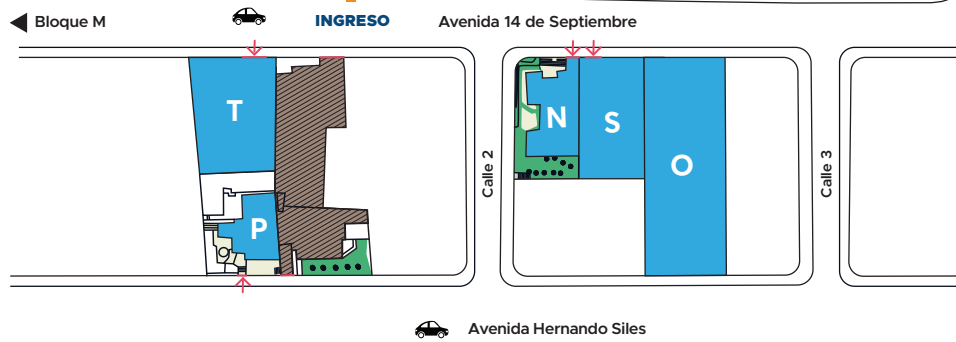 Bloque M
INGRESO
Avenida 14 de Septiembre
T
N
S
O
P
Calle 2
Calle 3
Avenida Hernando Siles